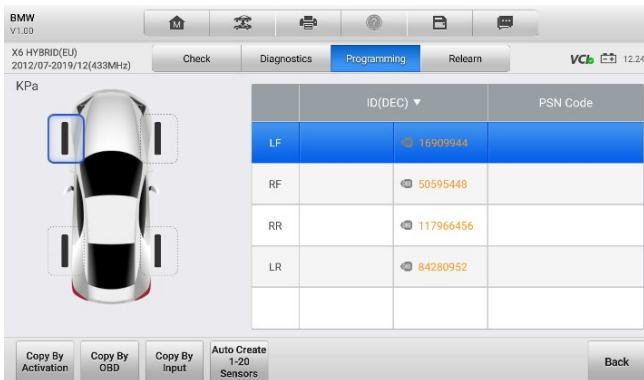 BMW
V1.00
X6 HYBRID(EU)
2012/07-2019/12(433MHz)
Check
Diagnostics
Programming
Relearn
VCI
12.24
KPa
ID(DEC) ▼
PSN Code
LF
16909944
RF
50595448
RR
117966456
LR
84280952
Copy By
Activation
Copy By
OBD
Copy By
Input
Auto Create
1-20
Sensors
Back